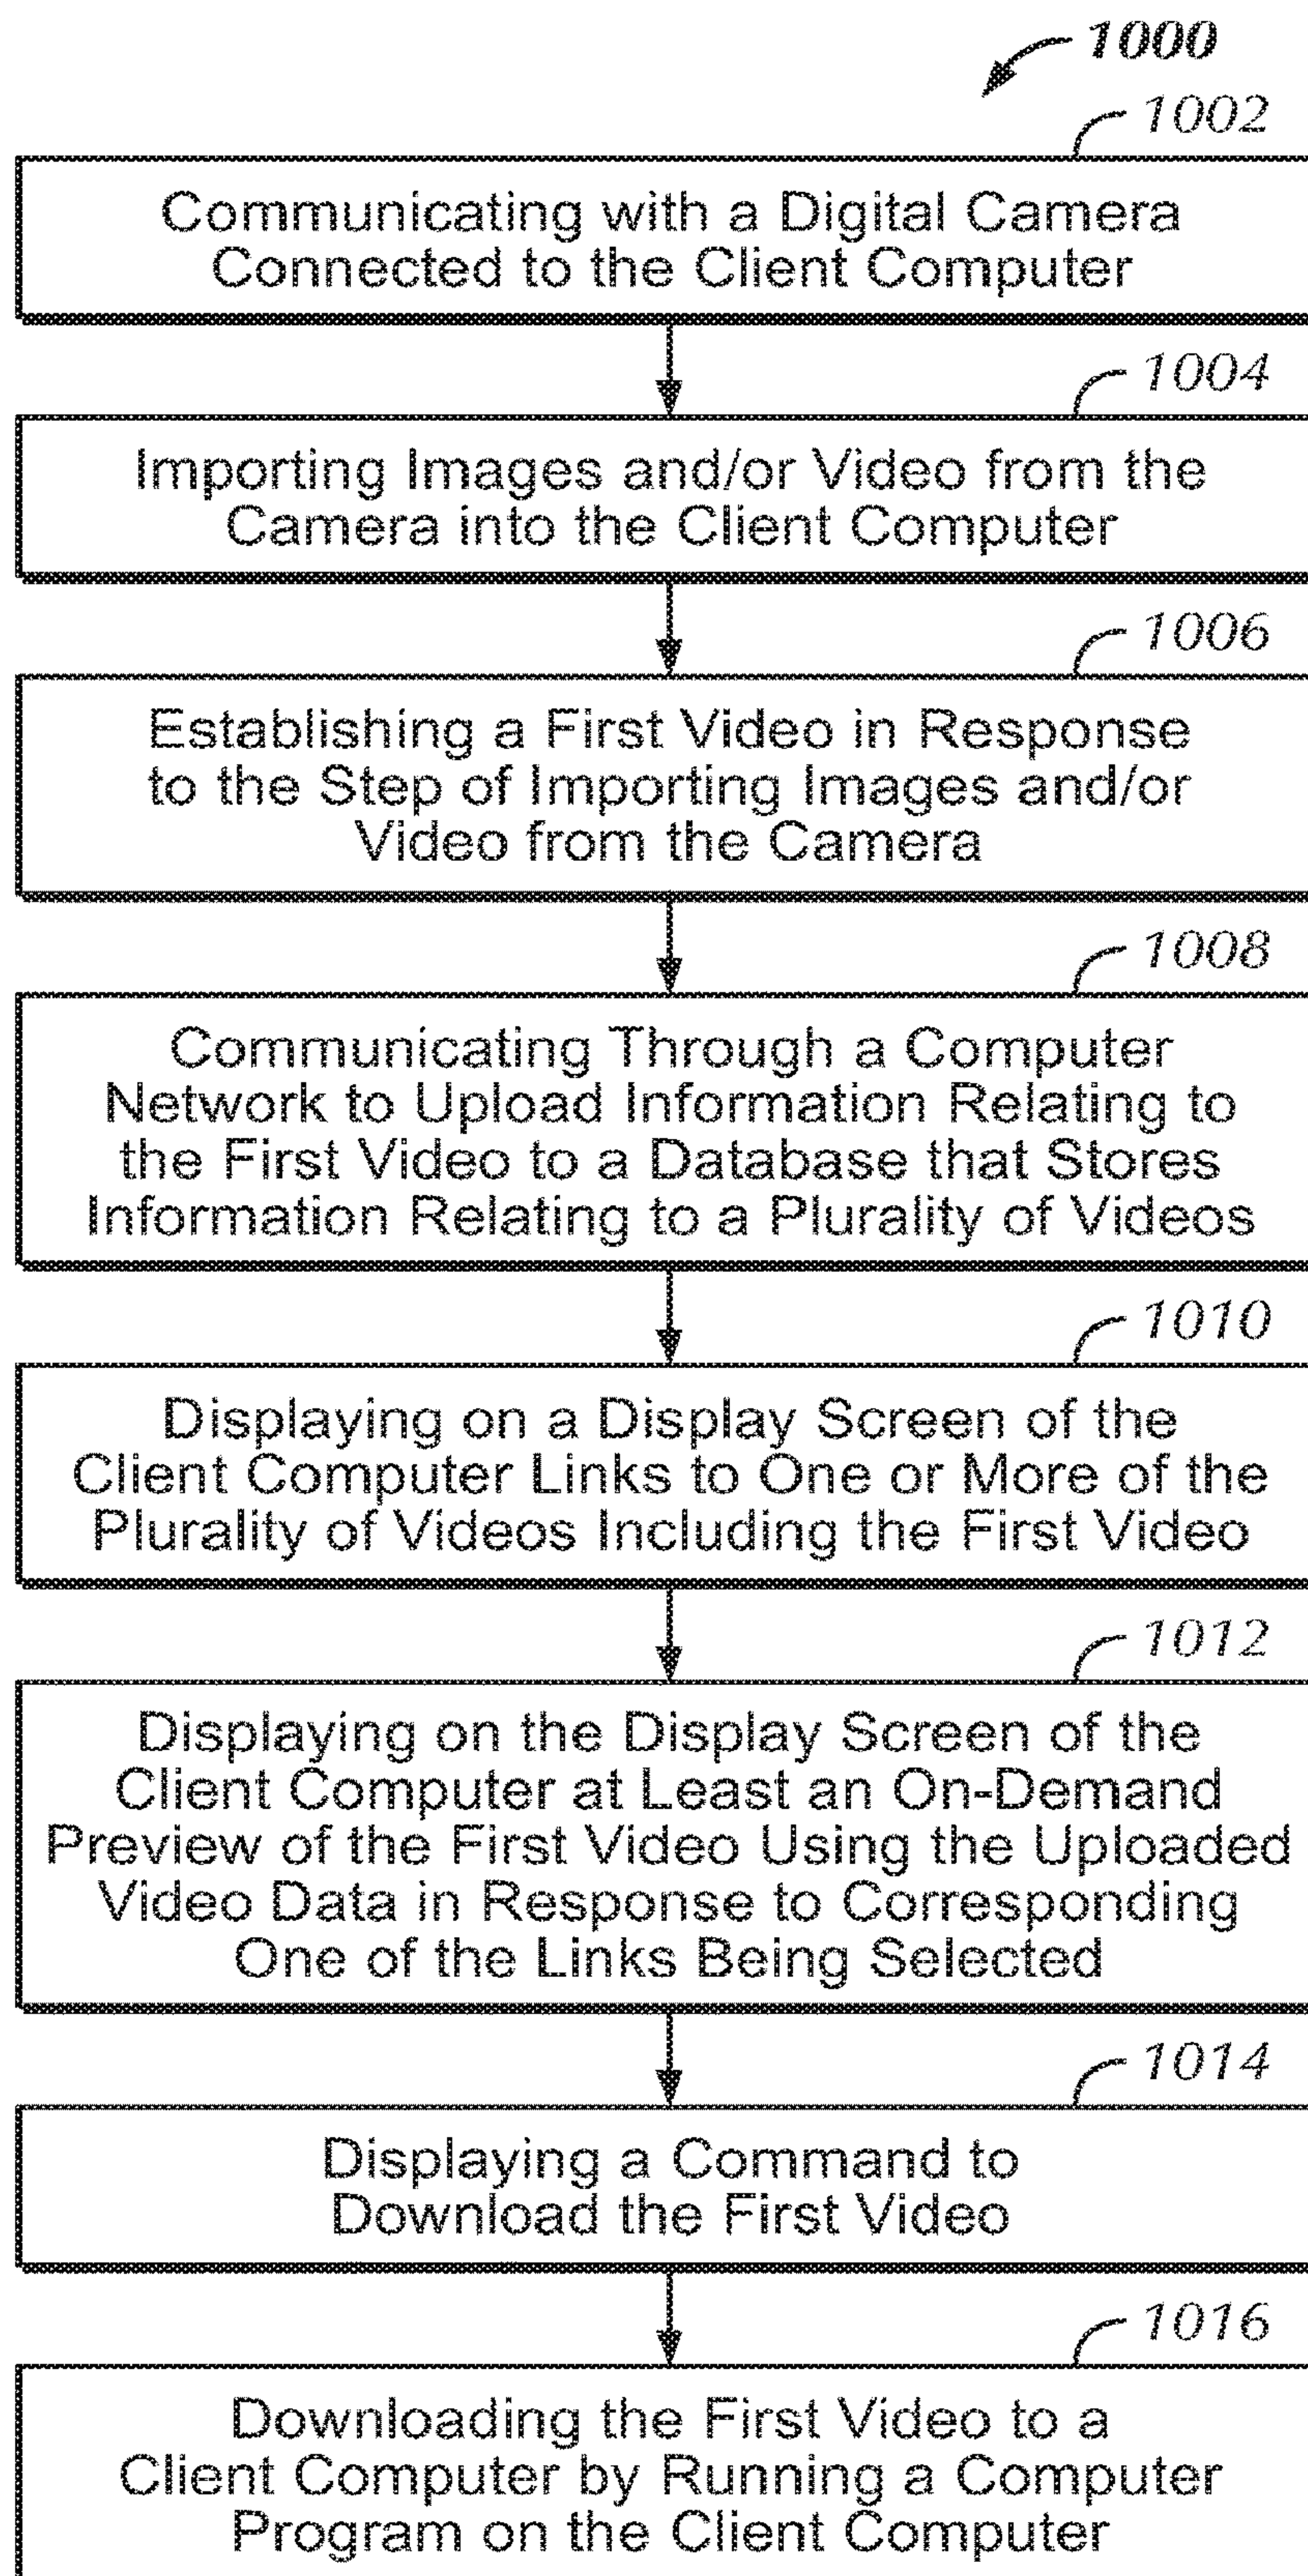 1000
1002
Communicating with a Digital Camera
Connected to the Client Computer
1004
Importing Images and/or Video from the
Camera into the Client Computer
1006
Establishing a First Video in Response
to the Step of Importing Images and/or
Video from the Camera
1008
Communicating Through a Computer
Network to Upload Information Relating to
the First Video to a Database that Stores
Information Relating to a Plurality of Videos
1010
Displaying on a Display Screen of the
Client Computer Links to One or More of the
Plurality of Videos Including the First Video
1012
Displaying on the Display Screen of the
Client Computer at Least an On-Demand
Preview of the First Video Using the Uploaded
Video Data in Response to Corresponding
One of the Links Being Selected
1014
Displaying a Command to
Download the First Video
1016
Downloading the First Video to a
Client Computer by Running a Computer
Program on the Client Computer